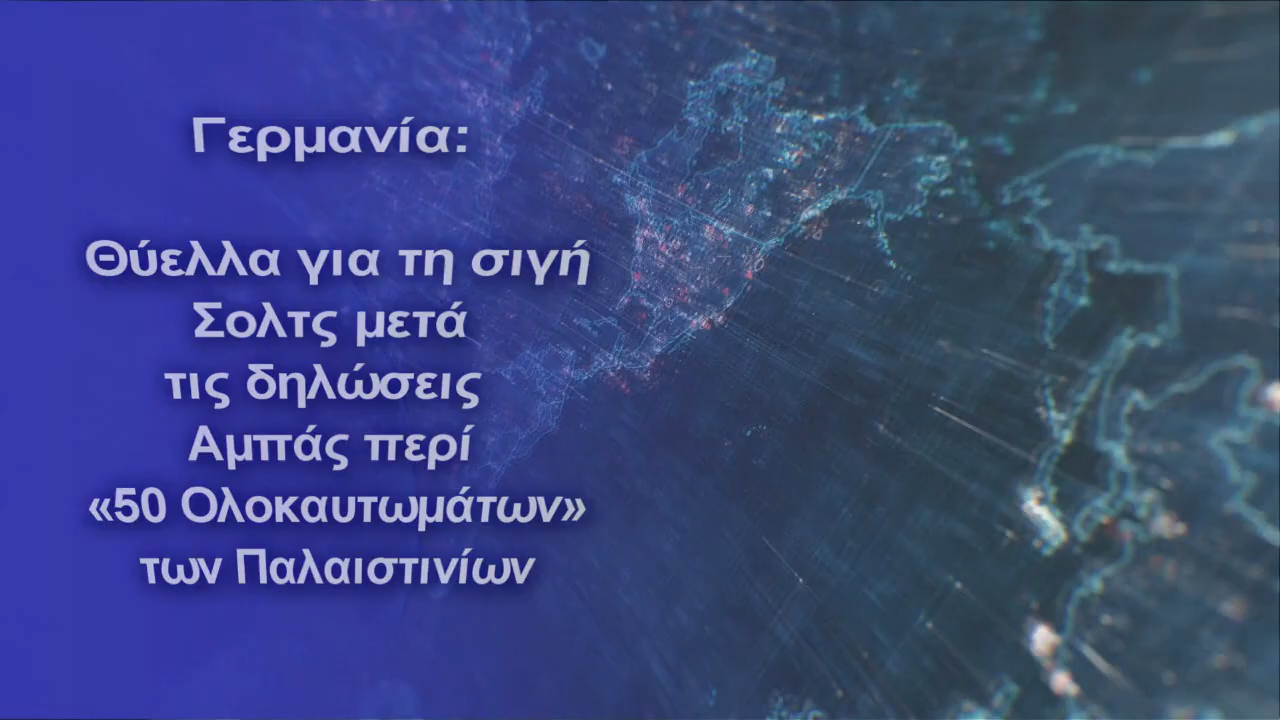 Γερμανία:
Θύελλα για τη σιγή
Σολτς μετά
τις δηλώσεις
Αμπάς περί
«50 Ολοκαυτωμάτων»
των Παλαιστινίων